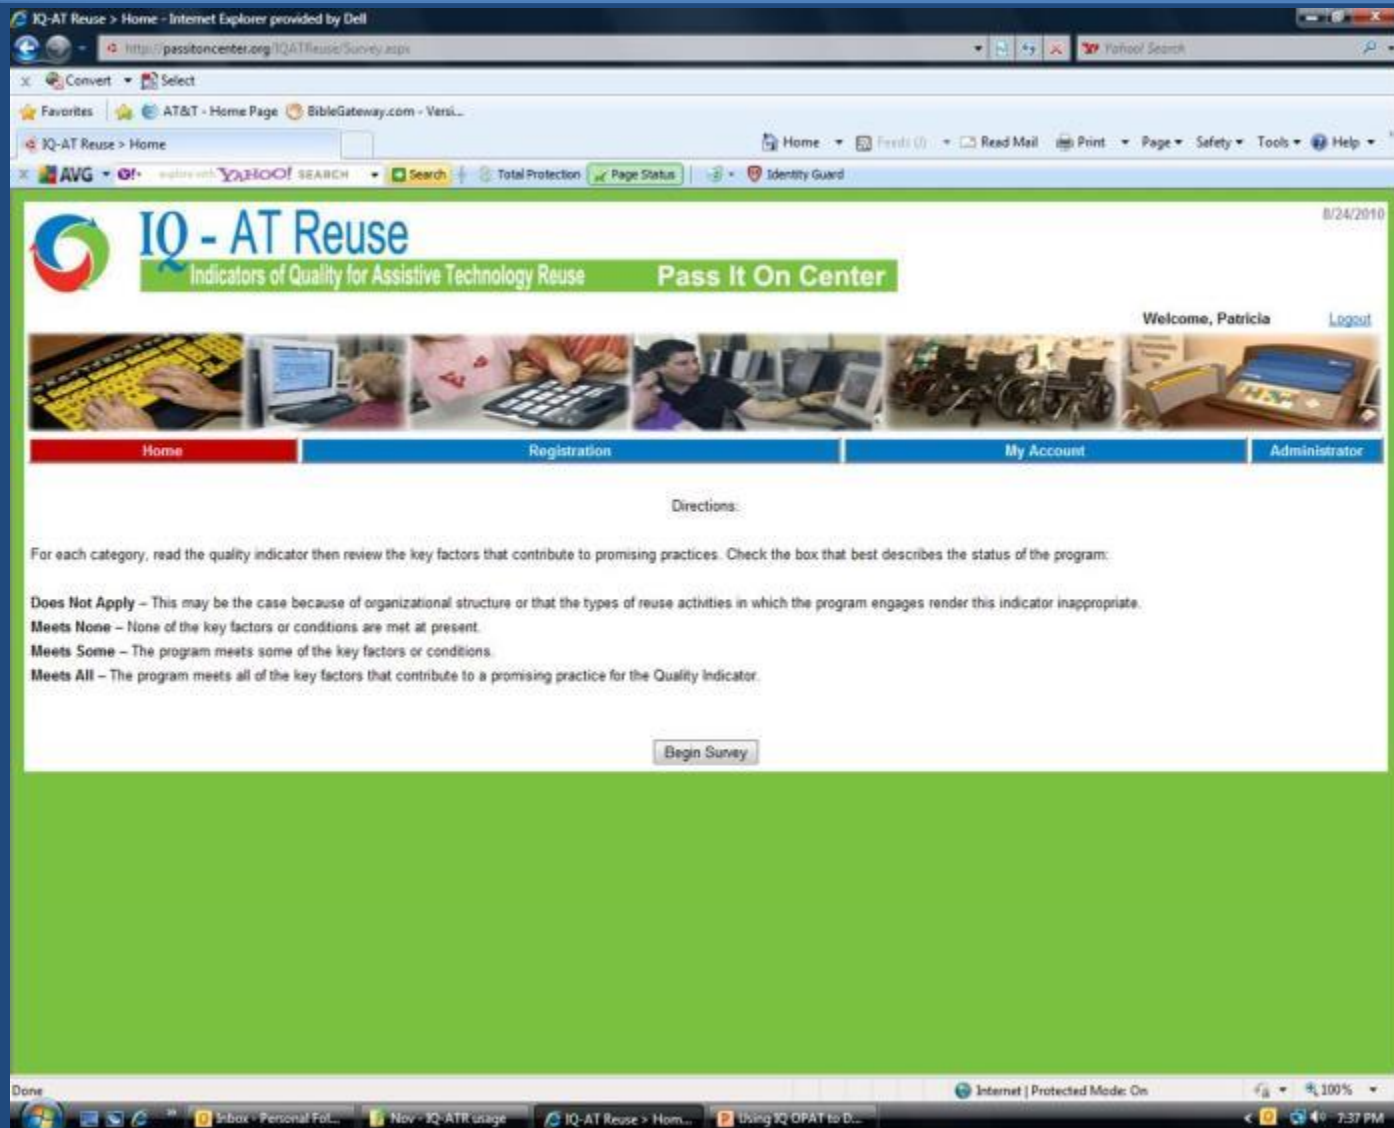 IQ-AT Reuse > Home - Internet Explorer provided by Dell
http://passitoncenter.org/IQATReuse/Survey.aspx
Yahoo! Search
x Convert Select
Favorites AT&T - Home Page BibleGateway.com - Versi...
IQ-AT Reuse > Home
Home Feeds (J) Read Mail Print Page Safety Tools Help
x AVG YAHOO! SEARCH Search Total Protection Page Status Identity Guard
8/24/2010
IQ - AT Reuse
Indicators of Quality for Assistive Technology Reuse Pass It On Center
Welcome, Patricia Logout
Home Registration My Account Administrator
Directions:
For each category, read the quality indicator then review the key factors that contribute to promising practices. Check the box that best describes the status of the program:
Does Not Apply – This may be the case because of organizational structure or that the types of reuse activities in which the program engages render this indicator inappropriate.
Meets None – None of the key factors or conditions are met at present.
Meets Some – The program meets some of the key factors or conditions.
Meets All – The program meets all of the key factors that contribute to a promising practice for the Quality Indicator.
Begin Survey
Done Internet | Protected Mode: On 100%
Inbox - Personal Fol... Nov - IQ-ATR usage IQ-AT Reuse > Hom... Using IQ OPAT to D... 7:37 PM